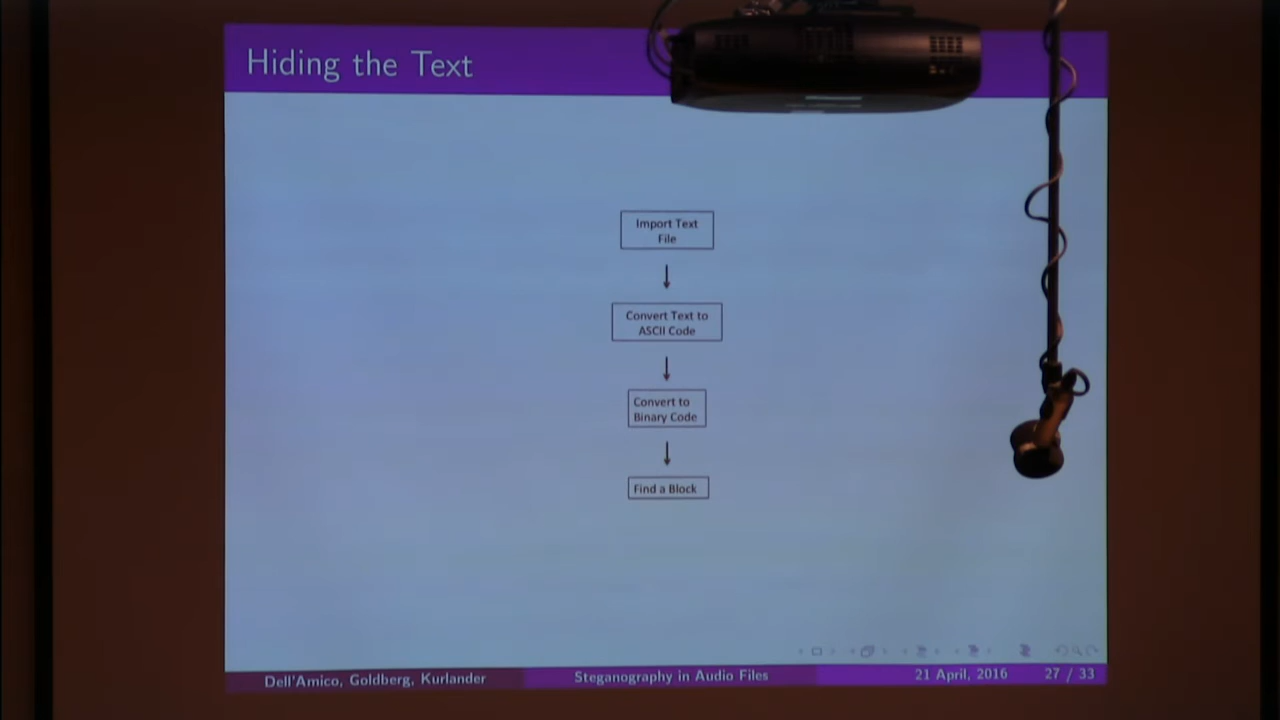 Hiding the Text
Import Text
File
Convert Text to
ASCII Code
Convert to
Binary Code
Find a Block
Dell'Amico, Goldberg, Kurlander
Steganography in Audio Files
21 April, 2016
27 / 33